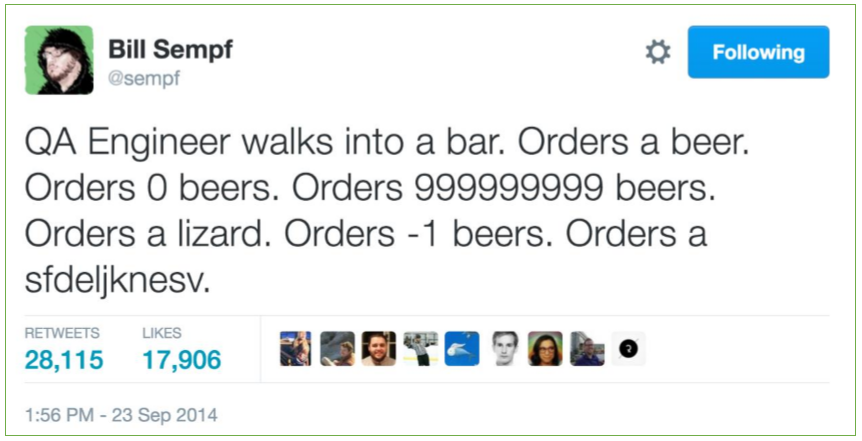 Bill Sempf
@sempf
Following
QA Engineer walks into a bar. Orders a beer.
Orders 0 beers. Orders 999999999 beers.
Orders a lizard. Orders -1 beers. Orders a
sfdeljknesv.
RETWEETS LIKES
28,115 17,906
1:56 PM - 23 Sep 2014